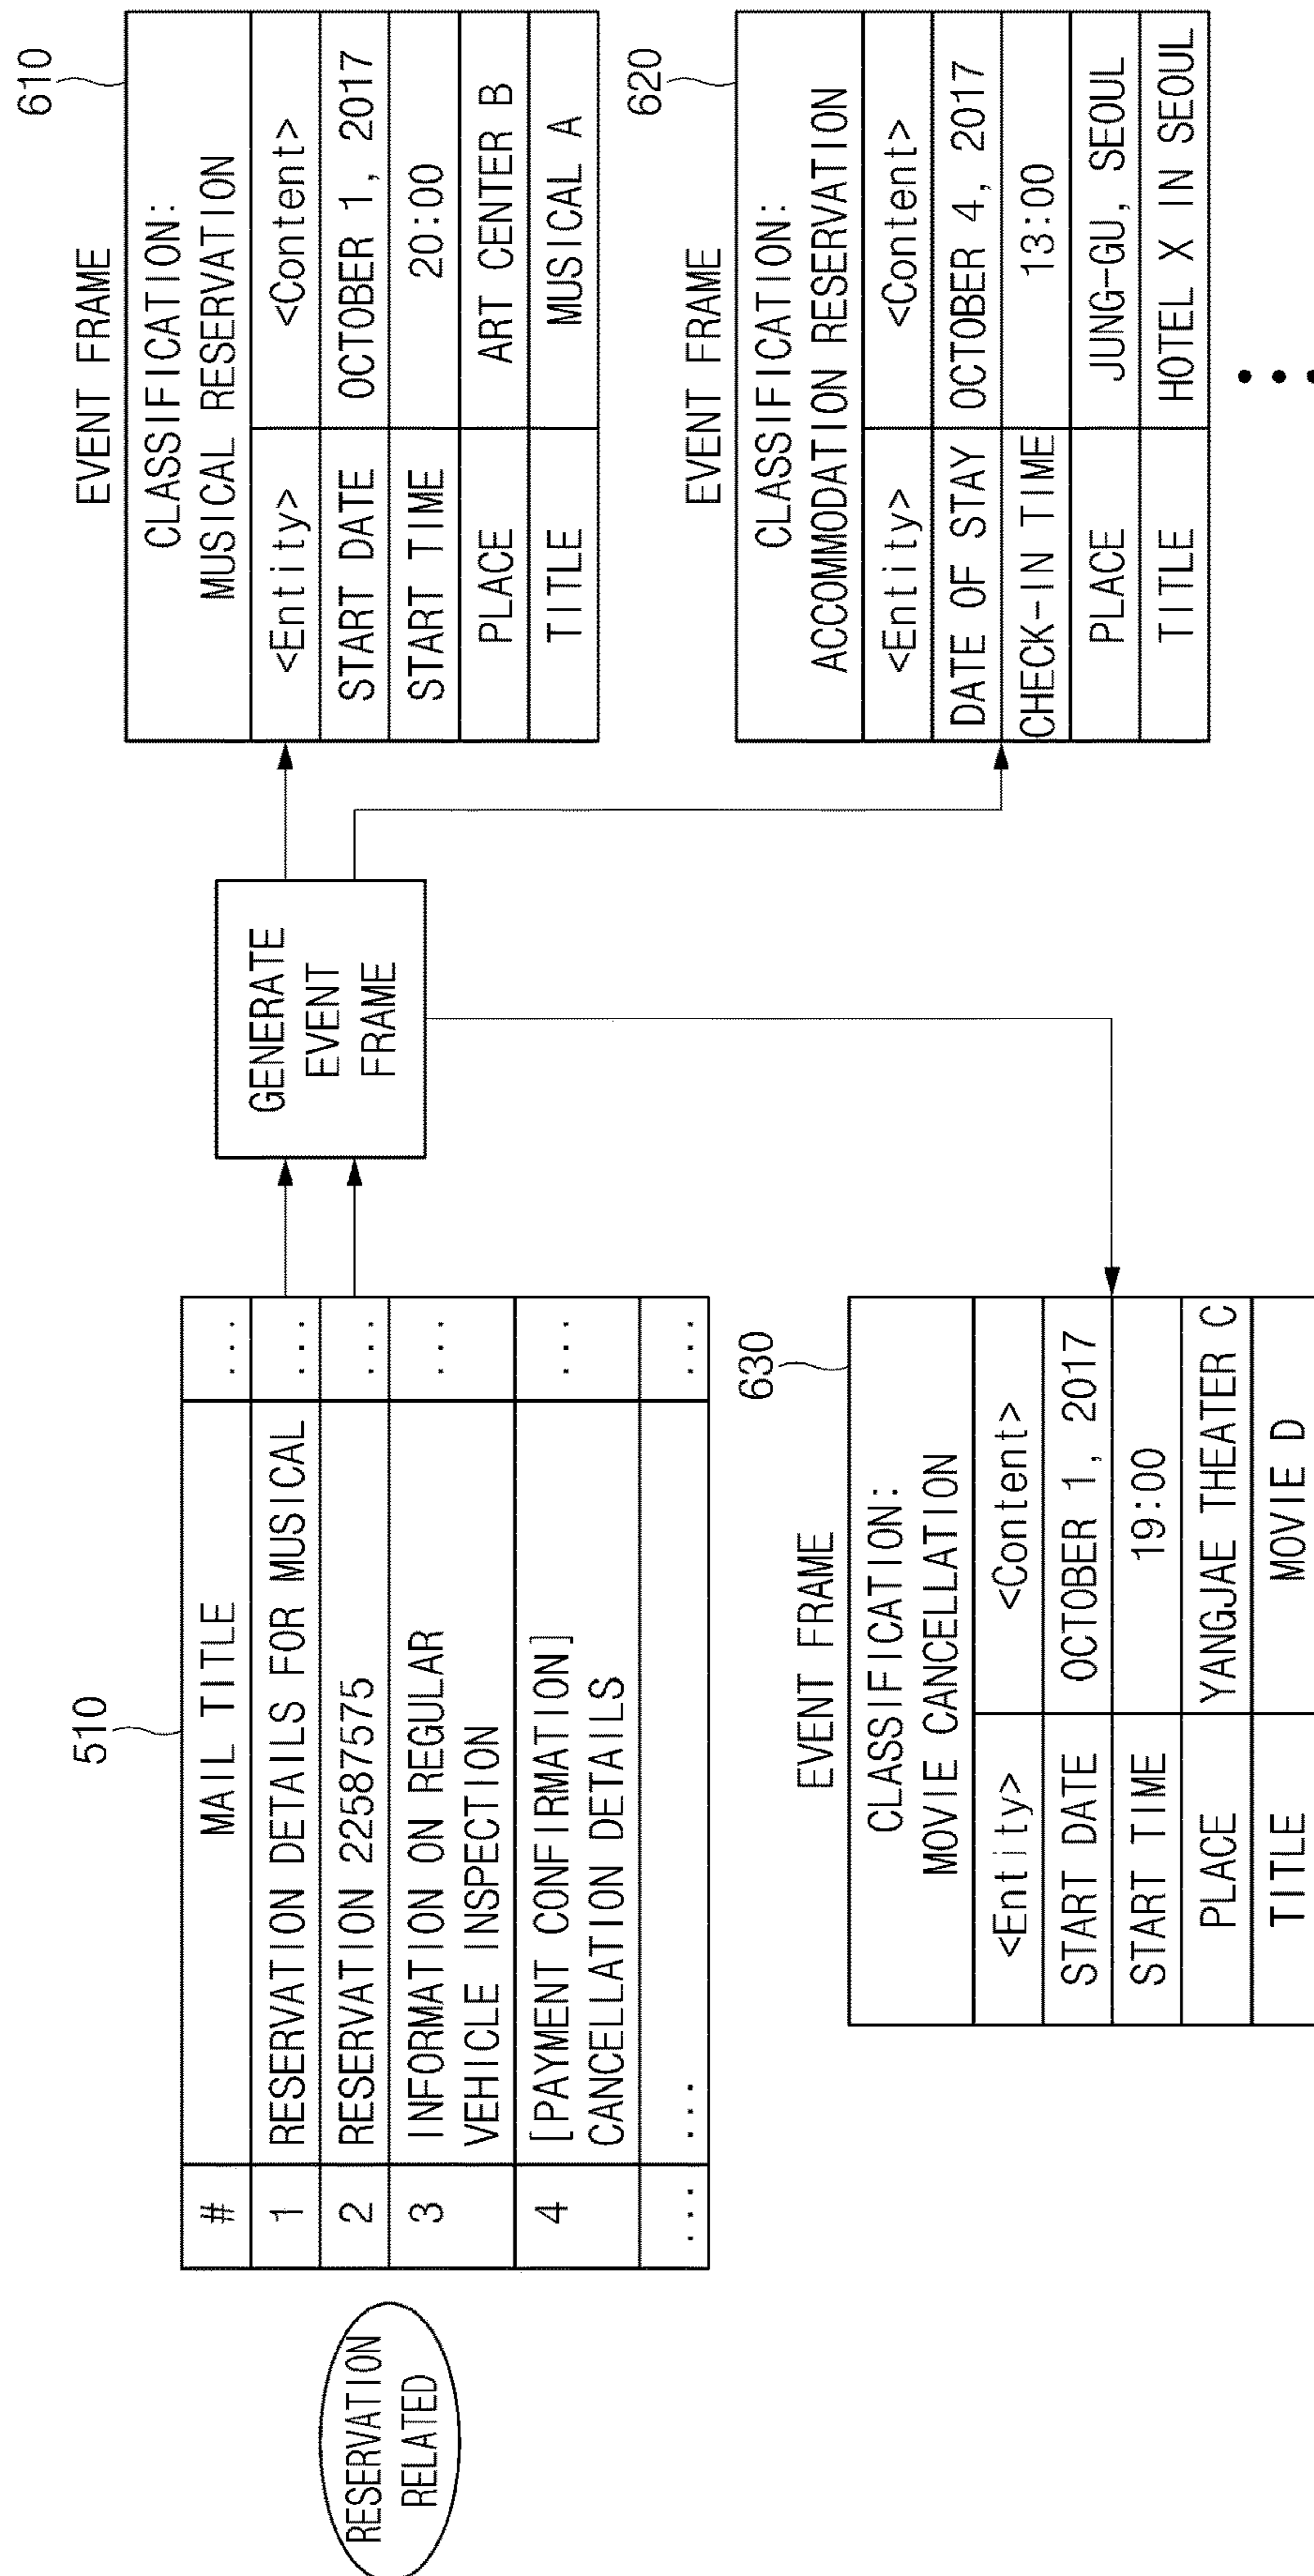 RESERVATION
RELATED
510
# MAIL TITLE ...
1 RESERVATION DETAILS FOR MUSICAL ...
2 RESERVATION 22587575 ...
3 INFORMATION ON REGULAR
VEHICLE INSPECTION ...
4 [PAYMENT CONFIRMATION]
CANCELLATION DETAILS ...
... ... ...
GENERATE
EVENT
FRAME
610
EVENT FRAME
CLASSIFICATION:
MUSICAL RESERVATION
<Entity> <Content>
START DATE OCTOBER 1, 2017
START TIME 20:00
PLACE ART CENTER B
TITLE MUSICAL A
620
EVENT FRAME
CLASSIFICATION:
ACCOMMODATION RESERVATION
<Entity> <Content>
DATE OF STAY OCTOBER 4, 2017
CHECK-IN TIME 13:00
PLACE JUNG-GU, SEOUL
TITLE HOTEL X IN SEOUL
630
EVENT FRAME
CLASSIFICATION:
MOVIE CANCELLATION
<Entity> <Content>
START DATE OCTOBER 1, 2017
START TIME 19:00
PLACE YANGJAE THEATER C
TITLE MOVIE D